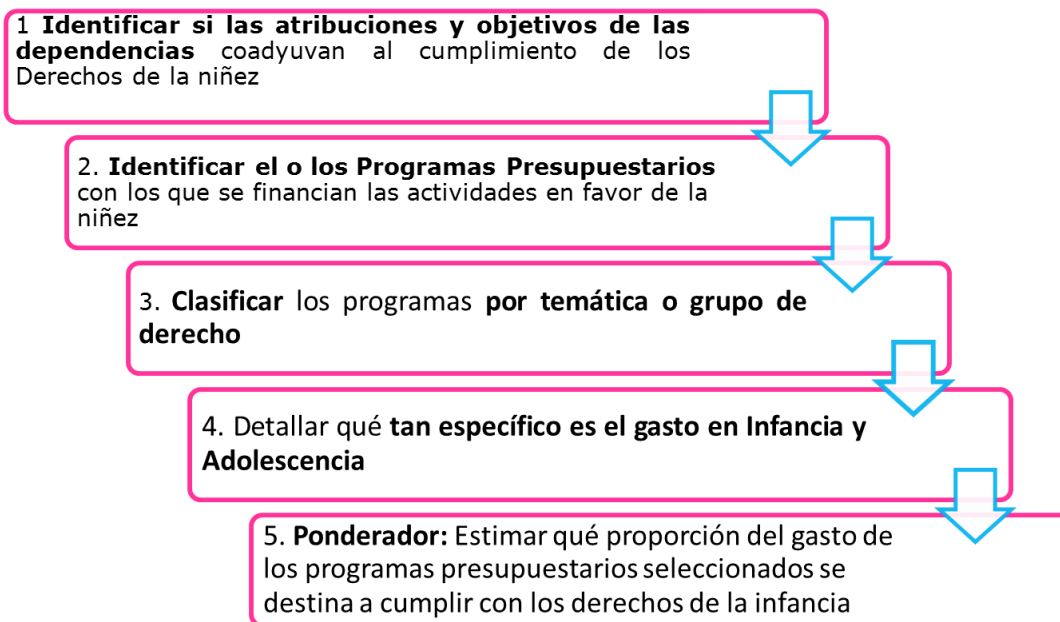 1 Identificar si las atribuciones y objetivos de las
dependencias coadyuvan al cumplimiento de los
Derechos de la niñez
2. Identificar el o los Programas Presupuestarios
con los que se financian las actividades en favor de la
niñez
3. Clasificar los programas por temática o grupo de
derecho
4. Detallar qué tan específico es el gasto en Infancia y
Adolescencia
5. Ponderador: Estimar qué proporción del gasto de
los programas presupuestarios seleccionados se
destina a cumplir con los derechos de la infancia